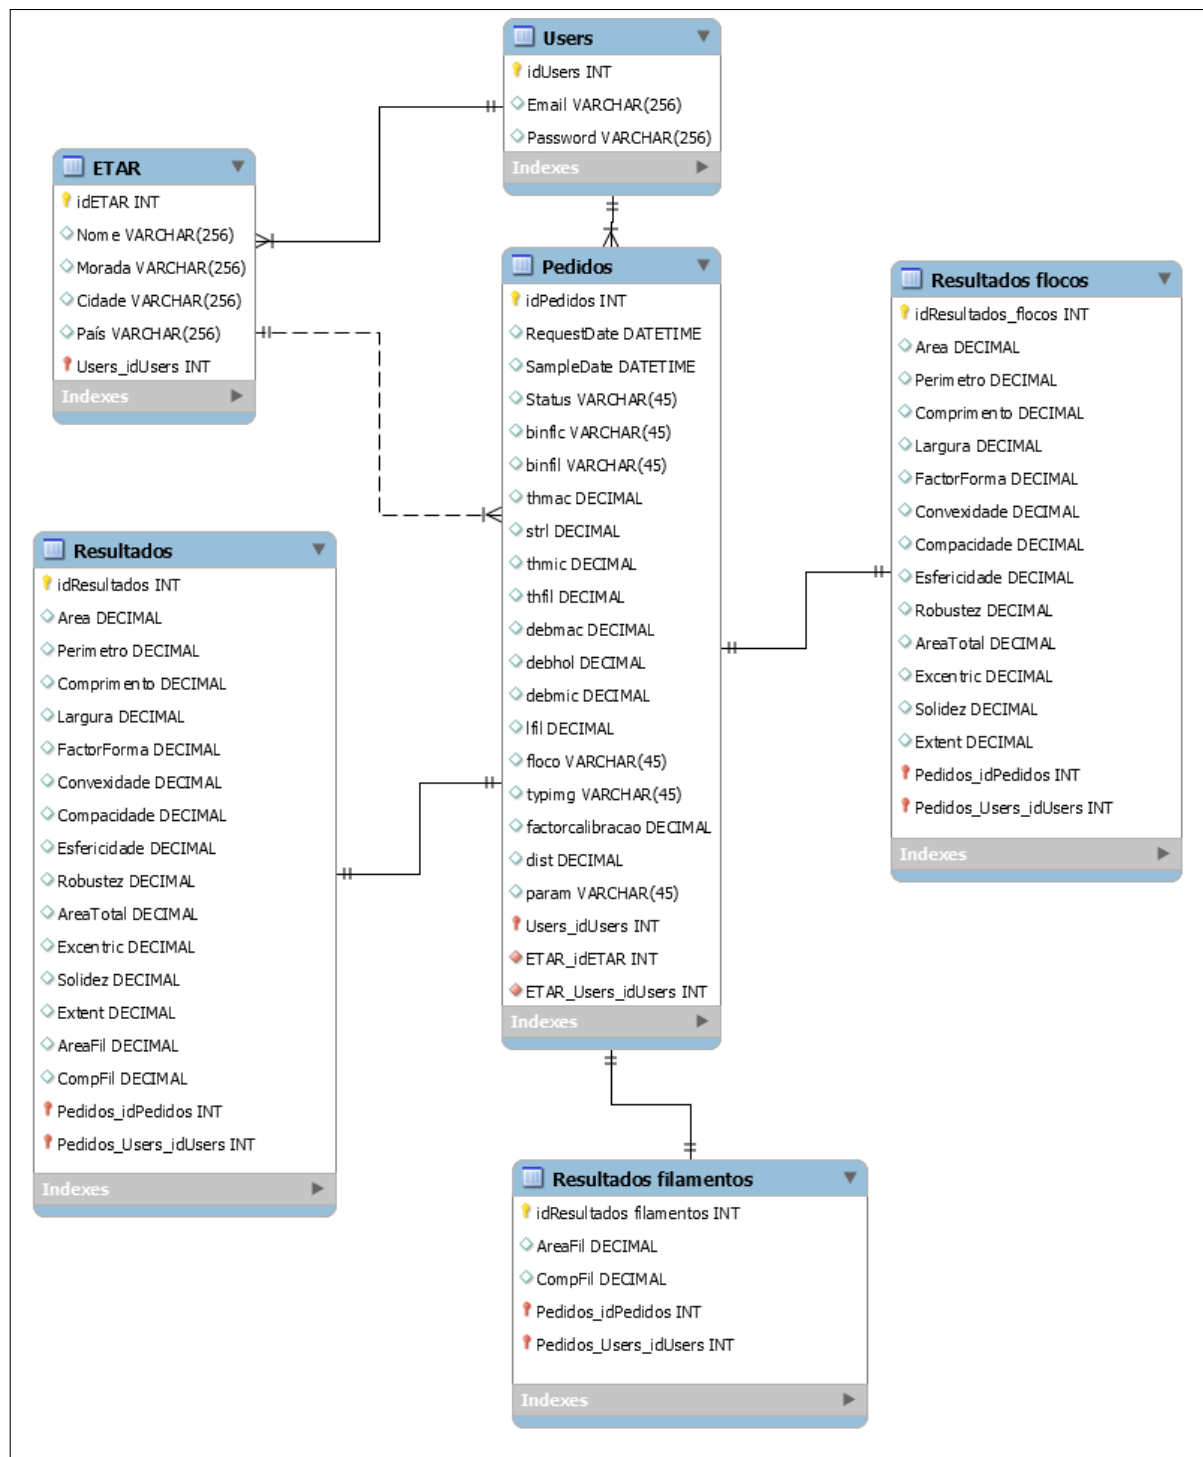 Users
idUsers INT
Email VARCHAR(256)
Password VARCHAR(256)
Indexes
ETAR
idETAR INT
Nome VARCHAR(256)
Morada VARCHAR(256)
Cidade VARCHAR(256)
País VARCHAR(256)
Users_idUsers INT
Indexes
Pedidos
idPedidos INT
RequestDate DATETIME
SampleDate DATETIME
Status VARCHAR(45)
binflc VARCHAR(45)
binfil VARCHAR(45)
thmac DECIMAL
strl DECIMAL
thmic DECIMAL
thfil DECIMAL
debmac DECIMAL
debhol DECIMAL
debmic DECIMAL
lfil DECIMAL
floco VARCHAR(45)
typimg VARCHAR(45)
factorcalibracao DECIMAL
dist DECIMAL
param VARCHAR(45)
Users_idUsers INT
ETAR_idETAR INT
ETAR_Users_idUsers INT
Indexes
Resultados flocos
idResultados_flocos INT
Area DECIMAL
Perimetro DECIMAL
Comprimento DECIMAL
Largura DECIMAL
FactorForma DECIMAL
Convexidade DECIMAL
Compacidade DECIMAL
Esfericidade DECIMAL
Robustez DECIMAL
AreaTotal DECIMAL
Excentric DECIMAL
Solidez DECIMAL
Extent DECIMAL
Pedidos_idPedidos INT
Pedidos_Users_idUsers INT
Indexes
Resultados
idResultados INT
Area DECIMAL
Perimetro DECIMAL
Comprimento DECIMAL
Largura DECIMAL
FactorForma DECIMAL
Convexidade DECIMAL
Compacidade DECIMAL
Esfericidade DECIMAL
Robustez DECIMAL
AreaTotal DECIMAL
Excentric DECIMAL
Solidez DECIMAL
Extent DECIMAL
AreaFil DECIMAL
CompFil DECIMAL
Pedidos_idPedidos INT
Pedidos_Users_idUsers INT
Indexes
Resultados filamentos
idResultados filamentos INT
AreaFil DECIMAL
CompFil DECIMAL
Pedidos_idPedidos INT
Pedidos_Users_idUsers INT
Indexes